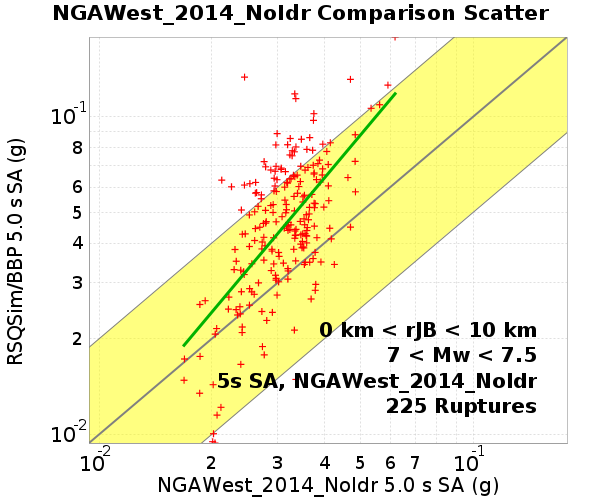 NGAWest_2014_NoIdr Comparison Scatter
RSQSim/BBP 5.0 s SA (g)
10-1
8
6
5
4
3
2
10-2
0 km < rJB < 10 km
7 < Mw < 7.5
5s SA, NGAWest_2014_NoIdr
225 Ruptures
10-2 2 3 4 5 6 7 10-1
NGAWest_2014_NoIdr 5.0 s SA (g)